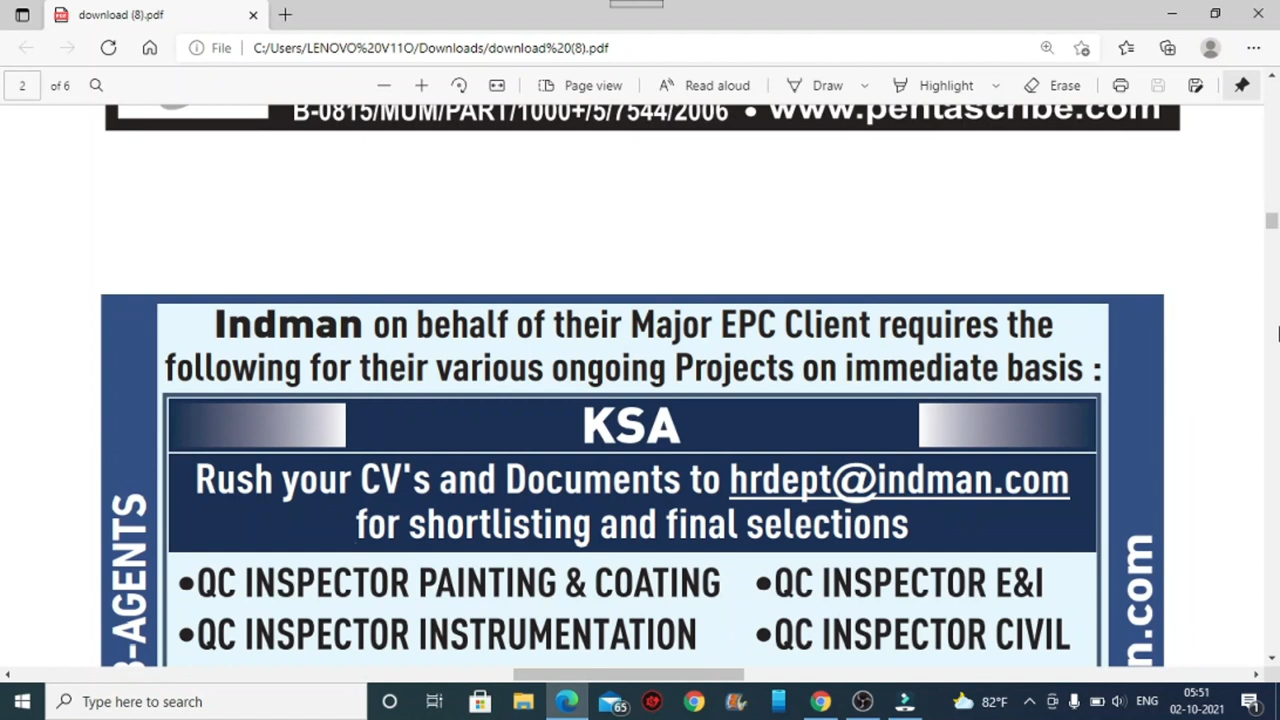 download (8).pdf
File C:/Users/LENOVO%20V11O/Downloads/download%20(8).pdf
2 of 6 Page view Read aloud Draw Highlight Erase
B-0815/MUM/PART/1000+/5/7544/2006 • www.pentascribe.com
Indman on behalf of their Major EPC Client requires the
following for their various ongoing Projects on immediate basis :
KSA
Rush your CV's and Documents to hrdept@indman.com
for shortlisting and final selections
•QC INSPECTOR PAINTING & COATING •QC INSPECTOR E&I
•QC INSPECTOR INSTRUMENTATION •QC INSPECTOR CIVIL
-AGENTS
n.com
Type here to search
65
82°F
ENG
05:51
02-10-2021
1